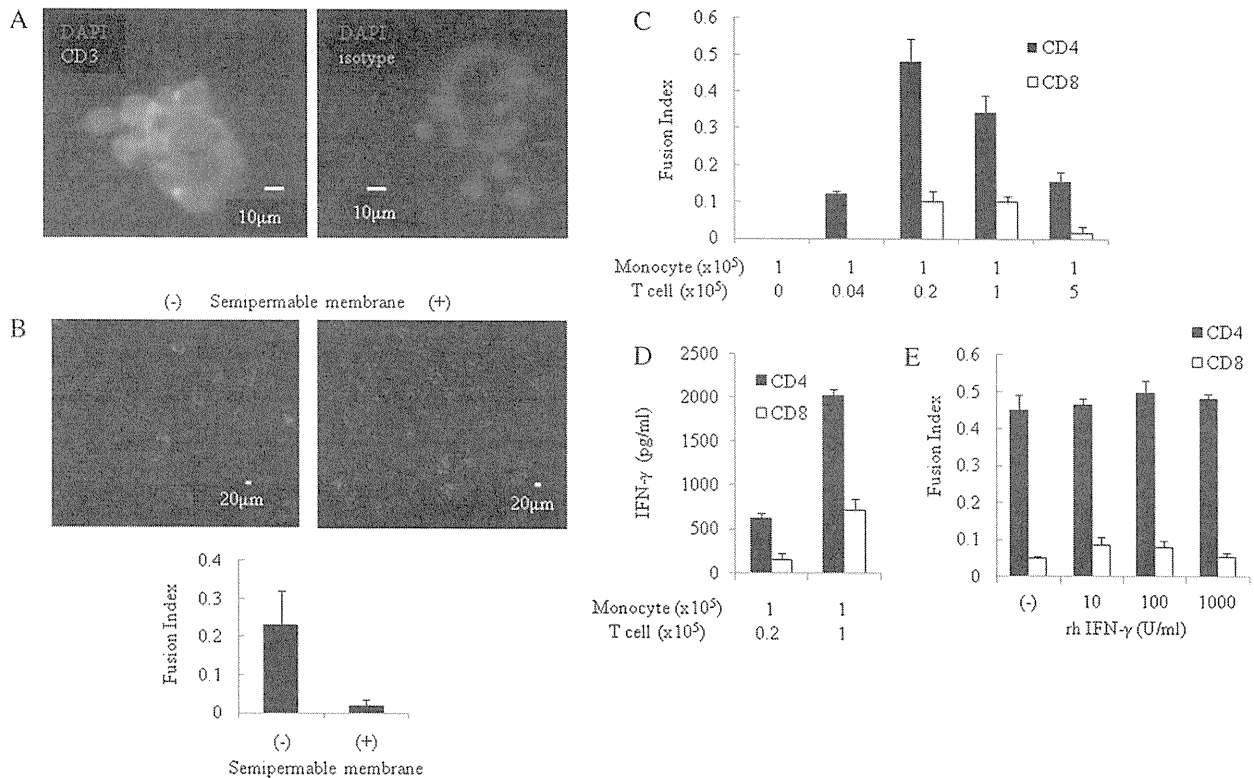 A
DAPI
CD3
10μm
DAPI
isotype
10μm
(-) Semipermable membrane (+)
B
20μm
20μm
Fusion Index
0.4
0.3
0.2
0.1
0
(-) (+)
Semipermable membrane
C
Fusion Index
0.6
0.5
0.4
0.3
0.2
0.1
0
CD4
CD8
Monocyte (x10⁵) 1 1 1 1 1
T cell (x10⁵) 0 0.04 0.2 1 5
D
IFN-γ (pg/ml)
2500
2000
1500
1000
500
0
CD4
CD8
Monocyte (x10⁵) 1 1
T cell (x10⁵) 0.2 1
E
CD4
CD8
Fusion Index
0.6
0.5
0.4
0.3
0.2
0.1
0
(-) 10 100 1000
rh IFN-γ (U/ml)